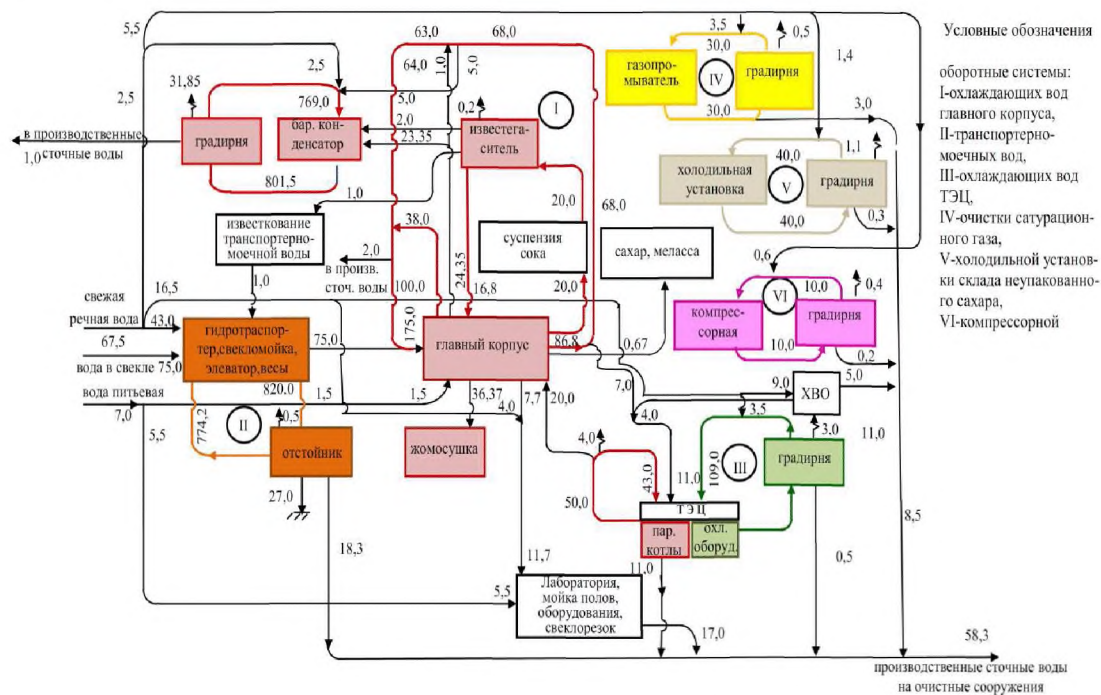 5,5
63,0
68,0
3,5
0,5
30,0
Условные обозначения
64,0
1,0
5,0
газопро-
мыватель
IV
градирня
1,4
31,85
2,5
оборотные системы:
I-охлаждающих вод
главного корпуса,
II-транспортерно-
моечных вод,
III-охлаждающих вод
ТЭЦ,
IV-очистки сатурацион-
ного газа,
V-холодильной установ-
ки склада неупакованно-
го сахара,
VI-компрессорной
2,5
769,0
5,0
0,2
I
30,0
3,0
в производственные
сточные воды
1,0
градирня
бар. кон-
денсатор
2,0
23,35
известега-
ситель
1,1
40,0
холодильная
установка
V
градирня
801,5
1,0
20,0
68,0
40,0
0,3
известкование
транспортерно-
моечной воды
38,0
суспензия
сока
сахар, меласса
2,0
в произв.
сточ. воды
24,35
0,6
10,0
0,4
VI
1,0
100,0
16,8
20,0
свежая
речная вода
16,5
43,0
67,5
вода в свекле
75,0
гидротраспор-
тер,свекломойка,
элеватор,весы
75,0
175,0
главный корпус
86,8
0,67
компрес-
сорная
градирня
10,0
0,2
вода питьевая
7,0
820.0
1,5
1,5
36,37
7,7
20,0
7,0
9,0
ХВО
5,0
5,5
774,2
II
0,5
4,0
4,0
3,5
3,0
11,0
отстойник
жомосушка
4,0
43,0
11,0
109,0
III
градирня
27,0
50,0
ТЭЦ
8,5
18,3
пар.
котлы
охл.
оборуд.
0,5
11,7
11,0
5,5
Лаборатория,
мойка полов,
оборудования,
свеклорезок
17,0
58,3
производственные сточные воды
на очистные сооружения